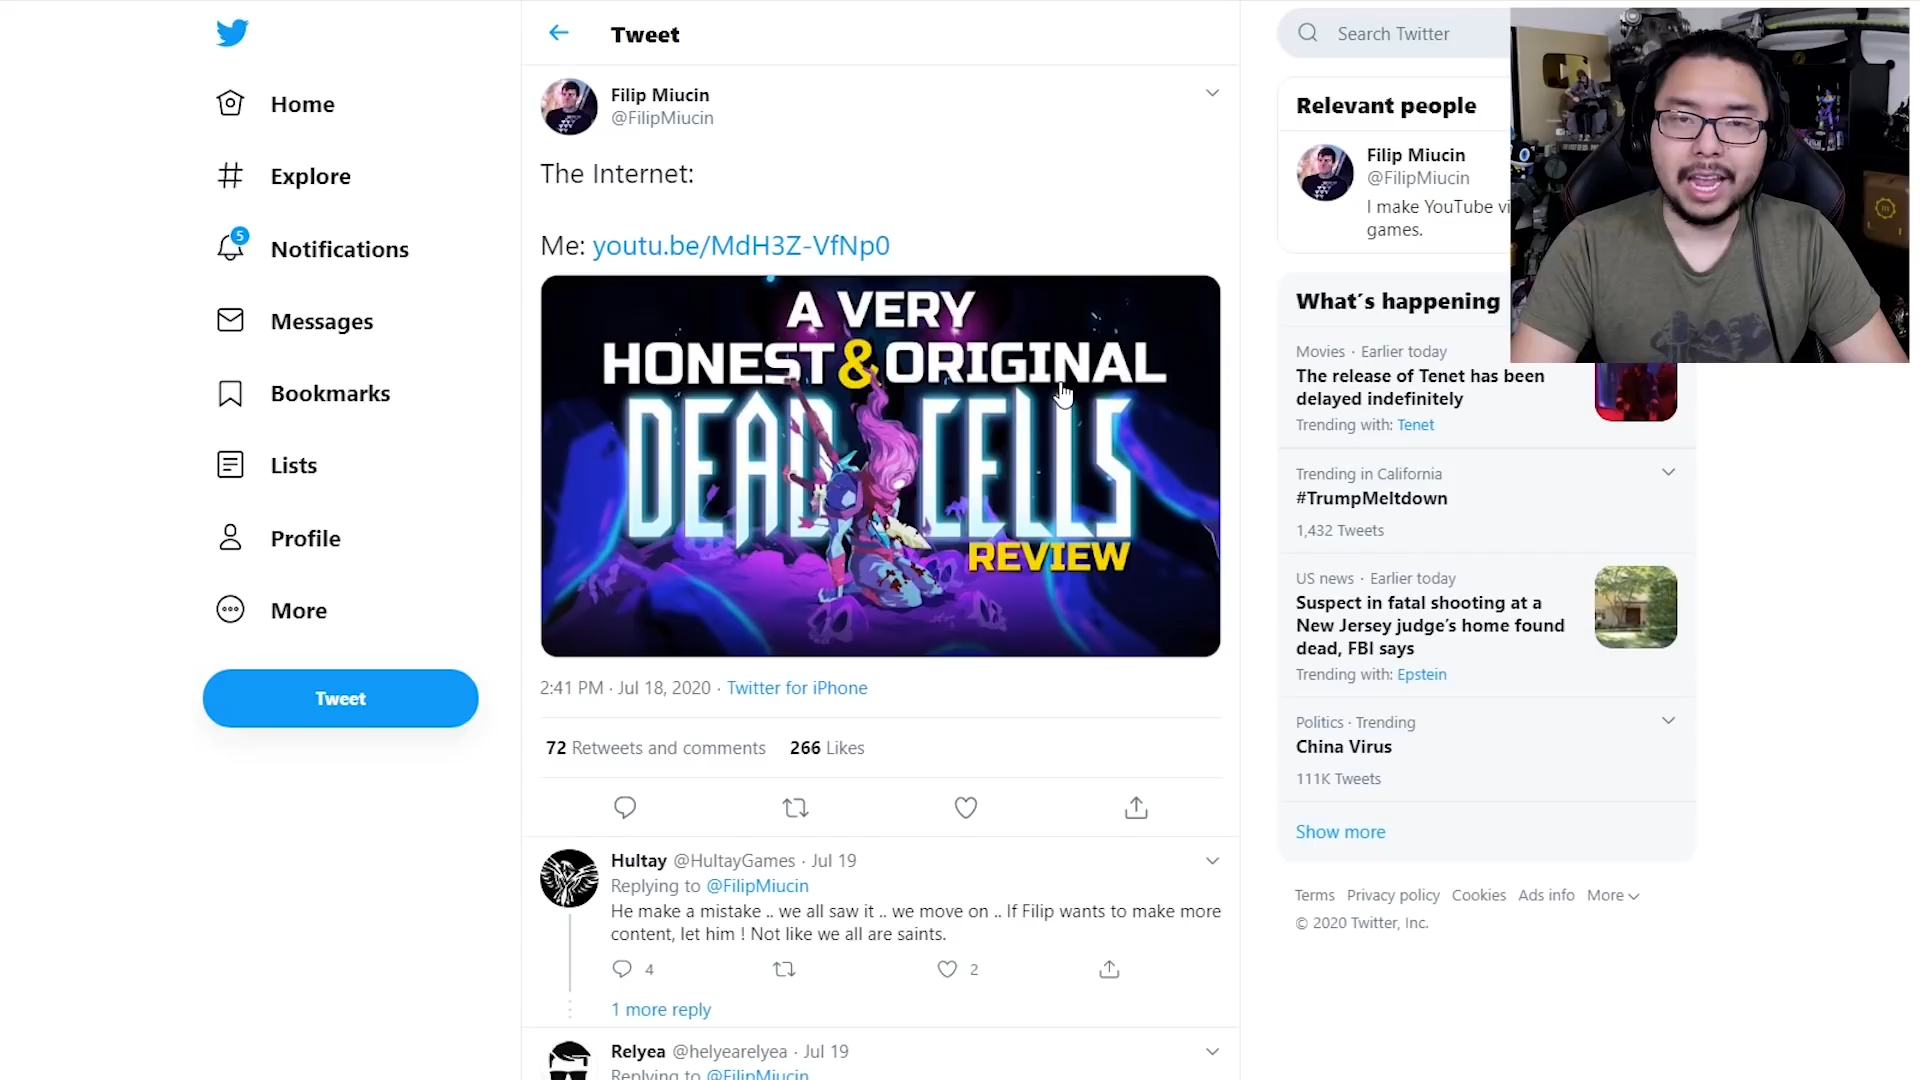 Home
Explore
5
Notifications
Messages
Bookmarks
Lists
Profile
More
Tweet
Tweet
Filip Miucin
@FilipMiucin
The Internet:
Me: youtu.be/MdH3Z-VfNp0
A VERY
HONEST & ORIGINAL
DEAD CELLS
REVIEW
2:41 PM · Jul 18, 2020 · Twitter for iPhone
72 Retweets and comments 266 Likes
Hultay @HultayGames · Jul 19
Replying to @FilipMiucin
He make a mistake .. we all saw it .. we move on .. If Filip wants to make more
content, let him ! Not like we all are saints.
4 2
1 more reply
Relyea @helyearelyea · Jul 19
Replying to @FilipMiucin
Search Twitter
Relevant people
Filip Miucin
@FilipMiucin
I make YouTube vi
games.
What's happening
Movies · Earlier today
The release of Tenet has been
delayed indefinitely
Trending with: Tenet
Trending in California
#TrumpMeltdown
1,432 Tweets
US news · Earlier today
Suspect in fatal shooting at a
New Jersey judge's home found
dead, FBI says
Trending with: Epstein
Politics · Trending
China Virus
111K Tweets
Show more
Terms Privacy policy Cookies Ads info More
© 2020 Twitter, Inc.